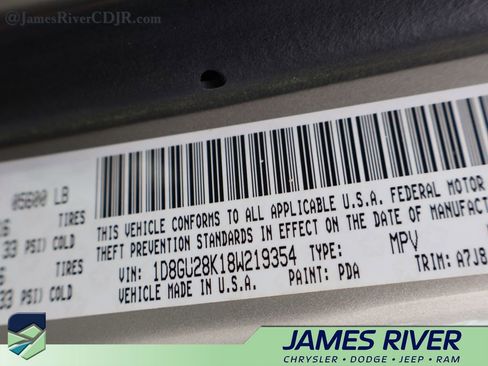 @JamesRiverCDJR.com
05600 LB
TIRES
33 PSI) COLD
TIRES
33 PSI) COLD
THIS VEHICLE CONFORMS TO ALL APPLICABLE U.S.A. FEDERAL MOTOR
THEFT PREVENTION STANDARDS IN EFFECT ON THE DATE OF MANUFAC
VIN: 1D8GU28K18W219354 TYPE: MPV
VEHICLE MADE IN U.S.A. PAINT: PDA TRIM: A7J8
JAMES RIVER
CHRYSLER • DODGE • JEEP • RAM